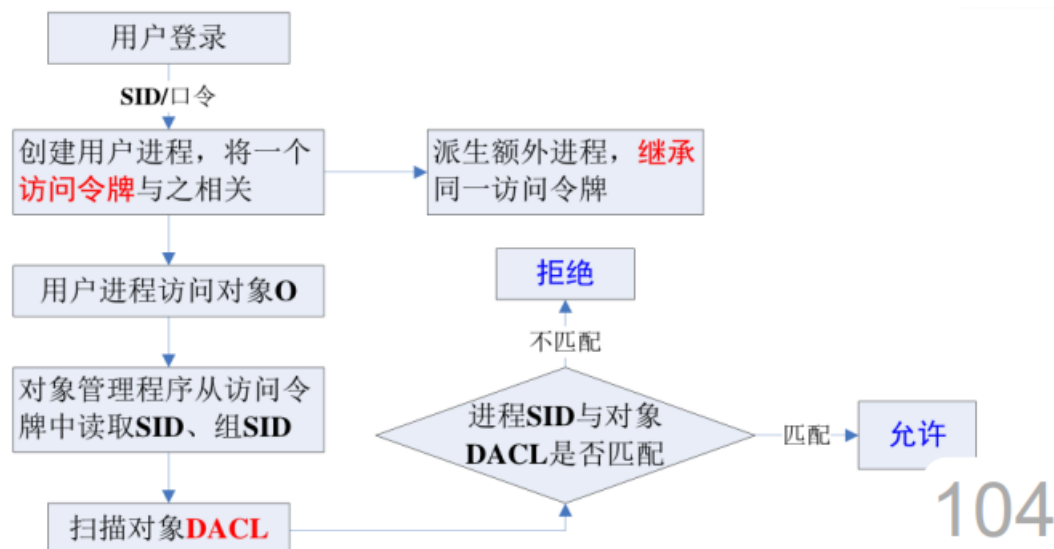 用户登录
SID/口令
创建用户进程，将一个
访问令牌与之相关
派生额外进程，继承
同一访问令牌
用户进程访问对象O
对象管理程序从访问令
牌中读取SID、组SID
扫描对象DACL
进程SID与对象
DACL是否匹配
不匹配
拒绝
匹配
允许
104